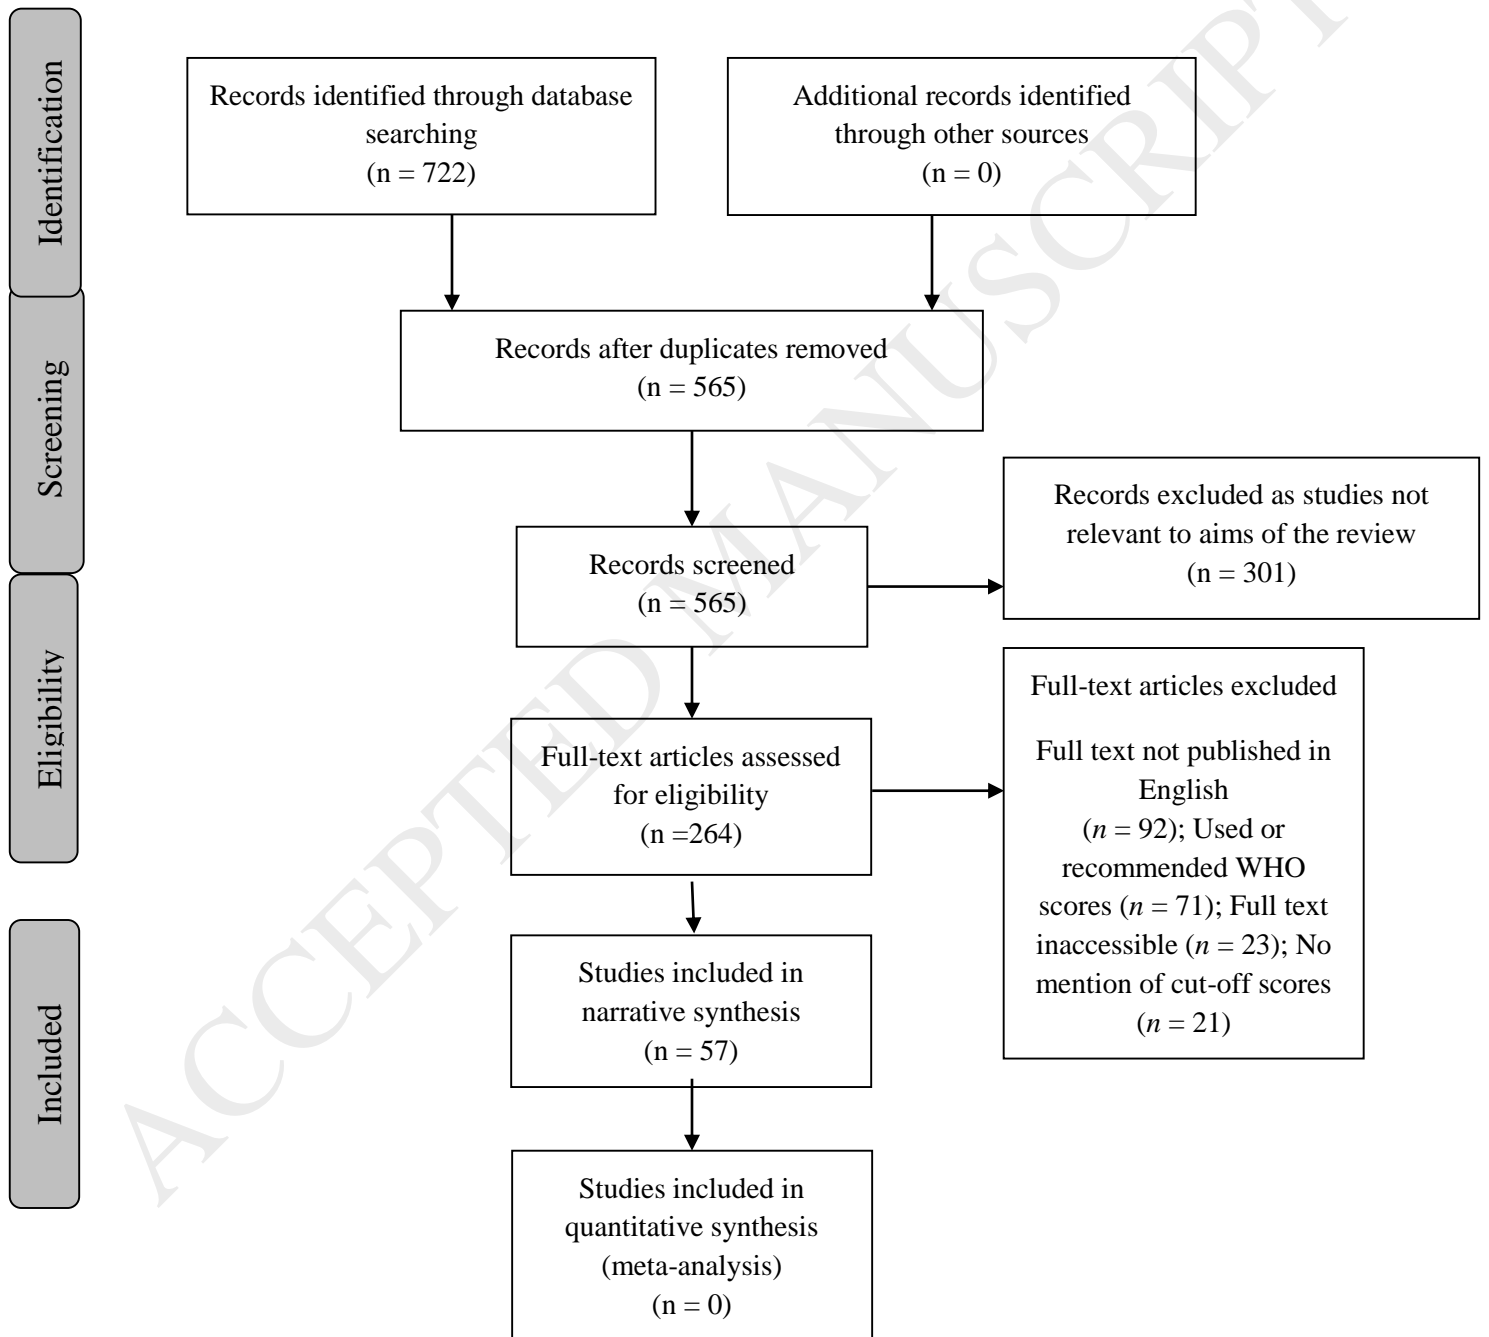 Identification
Records identified through database
searching
(n = 722)
Additional records identified
through other sources
(n = 0)
Screening
Records after duplicates removed
(n = 565)
Records screened
(n = 565)
Records excluded as studies not
relevant to aims of the review
(n = 301)
Eligibility
Full-text articles assessed
for eligibility
(n =264)
Full-text articles excluded
Full text not published in
English
(n = 92); Used or
recommended WHO
scores (n = 71); Full text
inaccessible (n = 23); No
mention of cut-off scores
(n = 21)
Included
Studies included in
narrative synthesis
(n = 57)
Studies included in
quantitative synthesis
(meta-analysis)
(n = 0)
ACCEPTED MANUSCRIPT